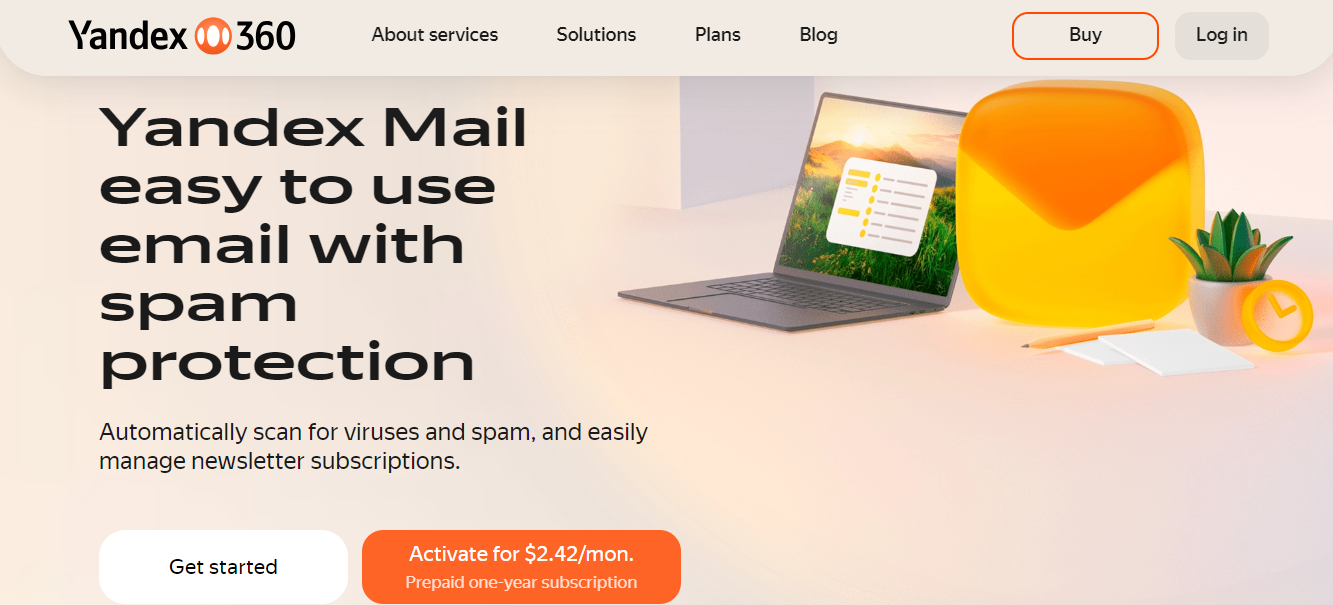 Yandex 360
About services
Solutions
Plans
Blog
Buy
Log in
Yandex Mail
easy to use
email with
spam
protection
Automatically scan for viruses and spam, and easily
manage newsletter subscriptions.
Get started
Activate for $2.42/mon.
Prepaid one-year subscription